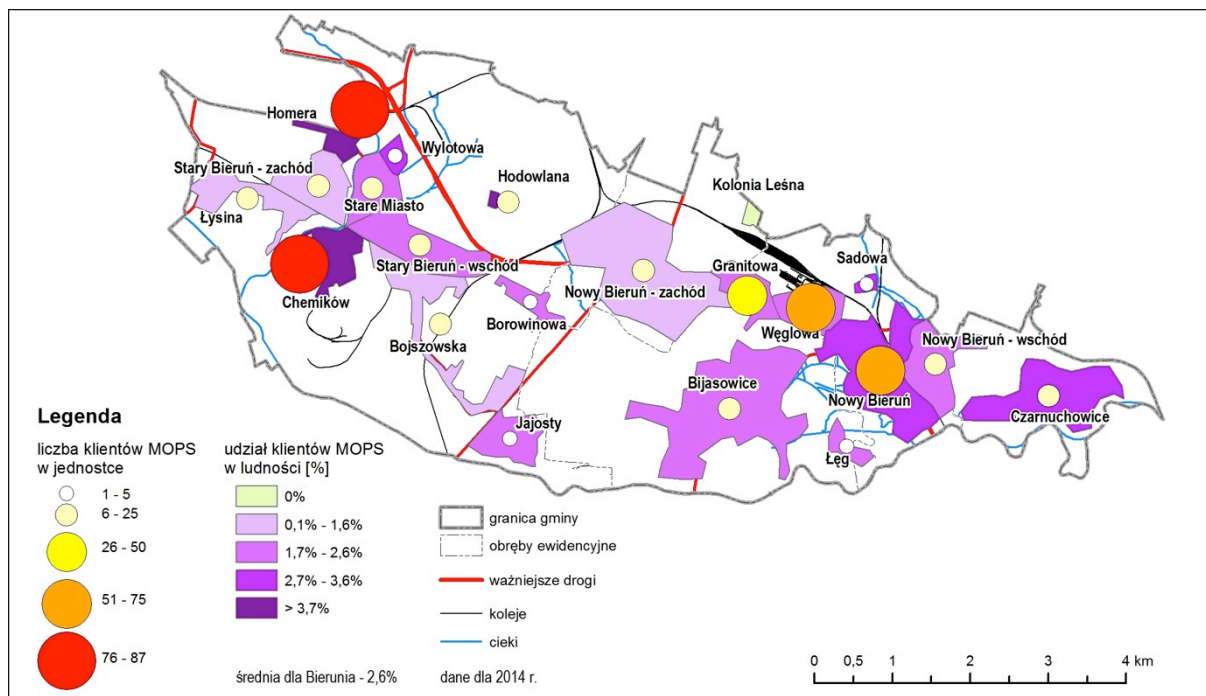 Homera
Wylotowa
Stary Bieruń - zachód
Hodowlana
Kolonia Leśna
Łysina
Stare Miasto
Stary Bieruń - wschód
Granitowa
Sadowa
Chemików
Nowy Bieruń - zachód
Borowinowa
Węglowa
Bojszowska
Nowy Bieruń - wschód
Bijasowice
Nowy Bieruń
Czarnuchowice
Jajosty
Łęg
Legenda
liczba klientów MOPS
w jednostce
1 - 5
6 - 25
26 - 50
51 - 75
76 - 87
udział klientów MOPS
w ludności [%]
0%
0,1% - 1,6%
1,7% - 2,6%
2,7% - 3,6%
> 3,7%
granica gminy
obręby ewidencyjne
ważniejsze drogi
koleje
cieki
średnia dla Bierunia - 2,6%
dane dla 2014 r.
0 0,5 1 2 3 4 km